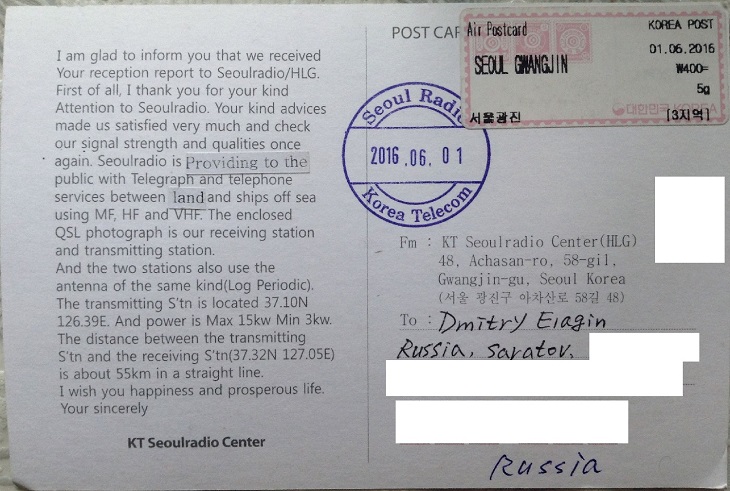 I am glad to inform you that we received
Your reception report to Seoulradio/HLG.
First of all, I thank you for your kind
Attention to Seoulradio. Your kind advices
made us satisfied very much and check
our signal strength and qualities once
again. Seoulradio is Providing to the
public with Telegraph and telephone
services between land and ships off sea
using MF, HF and VHF. The enclosed
QSL photograph is our receiving station
and transmitting station.
And the two stations also use the
antenna of the same kind(Log Periodic).
The transmitting S'tn is located 37.10N
126.39E. And power is Max 15kw Min 3kw.
The distance between the transmitting
S'tn and the receiving S'tn(37.32N 127.05E)
is about 55km in a straight line.
I wish you happiness and prosperous life.
Your sincerely
KT Seoulradio Center
POST CAR
Air Postcard
KOREA POST
01.06.2016
SEOUL GWANGJIN
₩400=
5g
대한민국 KOREA
서울광진
[3지역]
Seoul Radio
2016.06.01
Korea Telecom
Fm : KT Seoulradio Center(HLG)
48, Achasan-ro, 58-gil,
Gwangjin-gu, Seoul Korea
(서울 광진구 아차산로 58길 48)
To : Dmitry Elagin
Russia, Saratov,
Russia